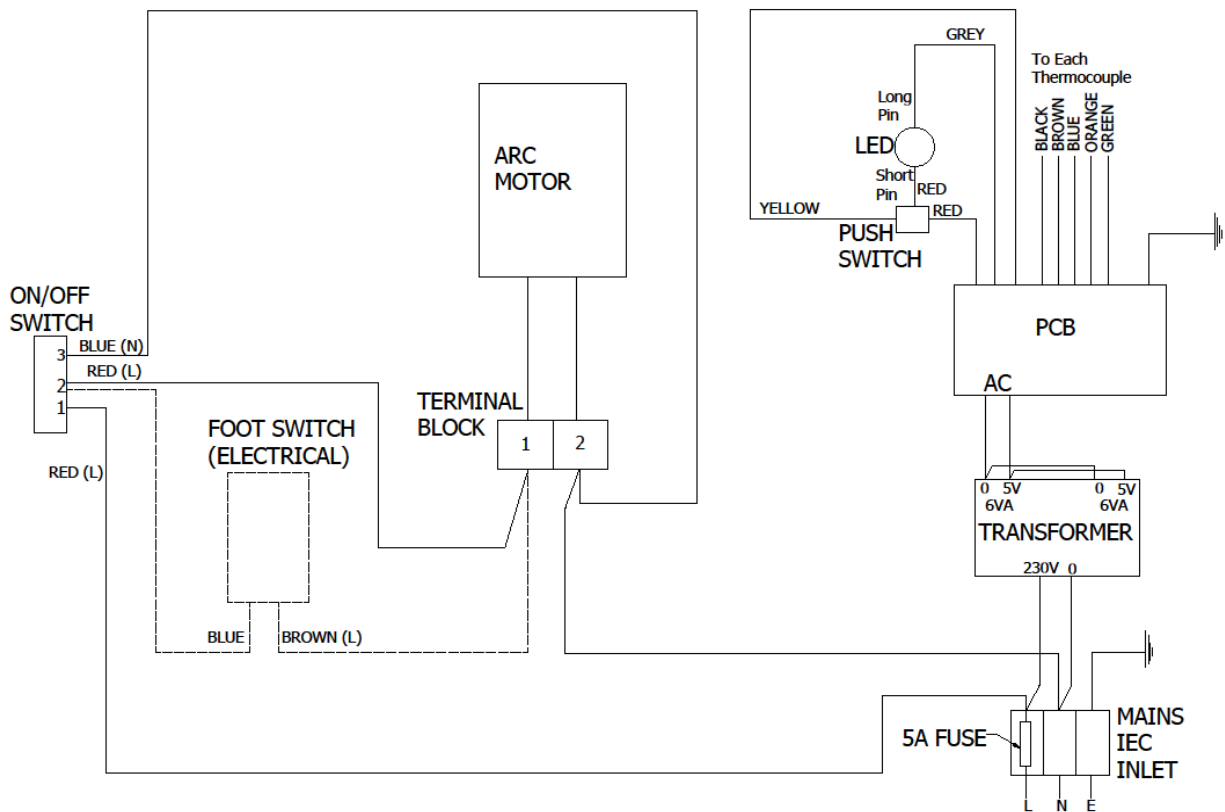 GREY
To Each
Thermocouple
BLACK
BROWN
BLUE
ORANGE
GREEN
Long
Pin
LED
Short
Pin
RED
YELLOW
RED
PUSH
SWITCH
ARC
MOTOR
ON/OFF
SWITCH
3
BLUE (N)
RED (L)
2
1
RED (L)
PCB
AC
TERMINAL
BLOCK
1
2
FOOT SWITCH
(ELECTRICAL)
BLUE
BROWN (L)
0
5V
0
5V
6VA
6VA
TRANSFORMER
230V
0
5A FUSE
MAINS
IEC
INLET
L
N
E